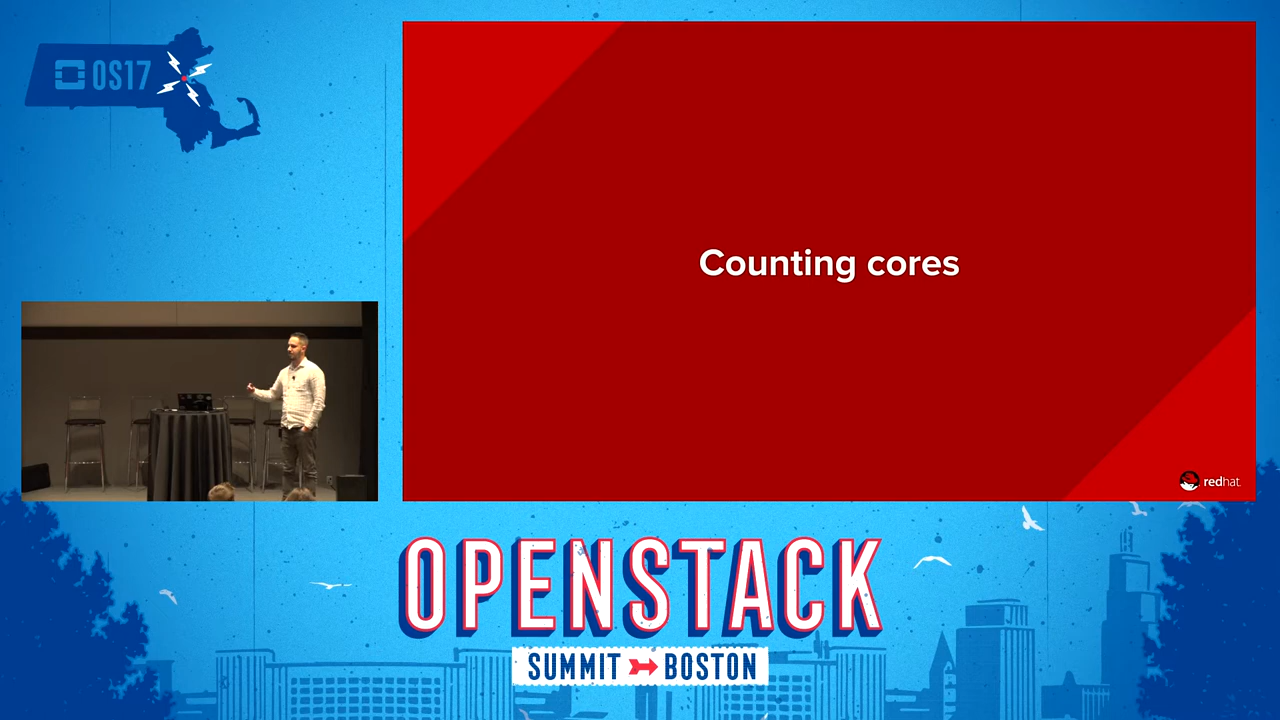 OS17
Counting cores
redhat.
OPENSTACK
SUMMIT BOSTON